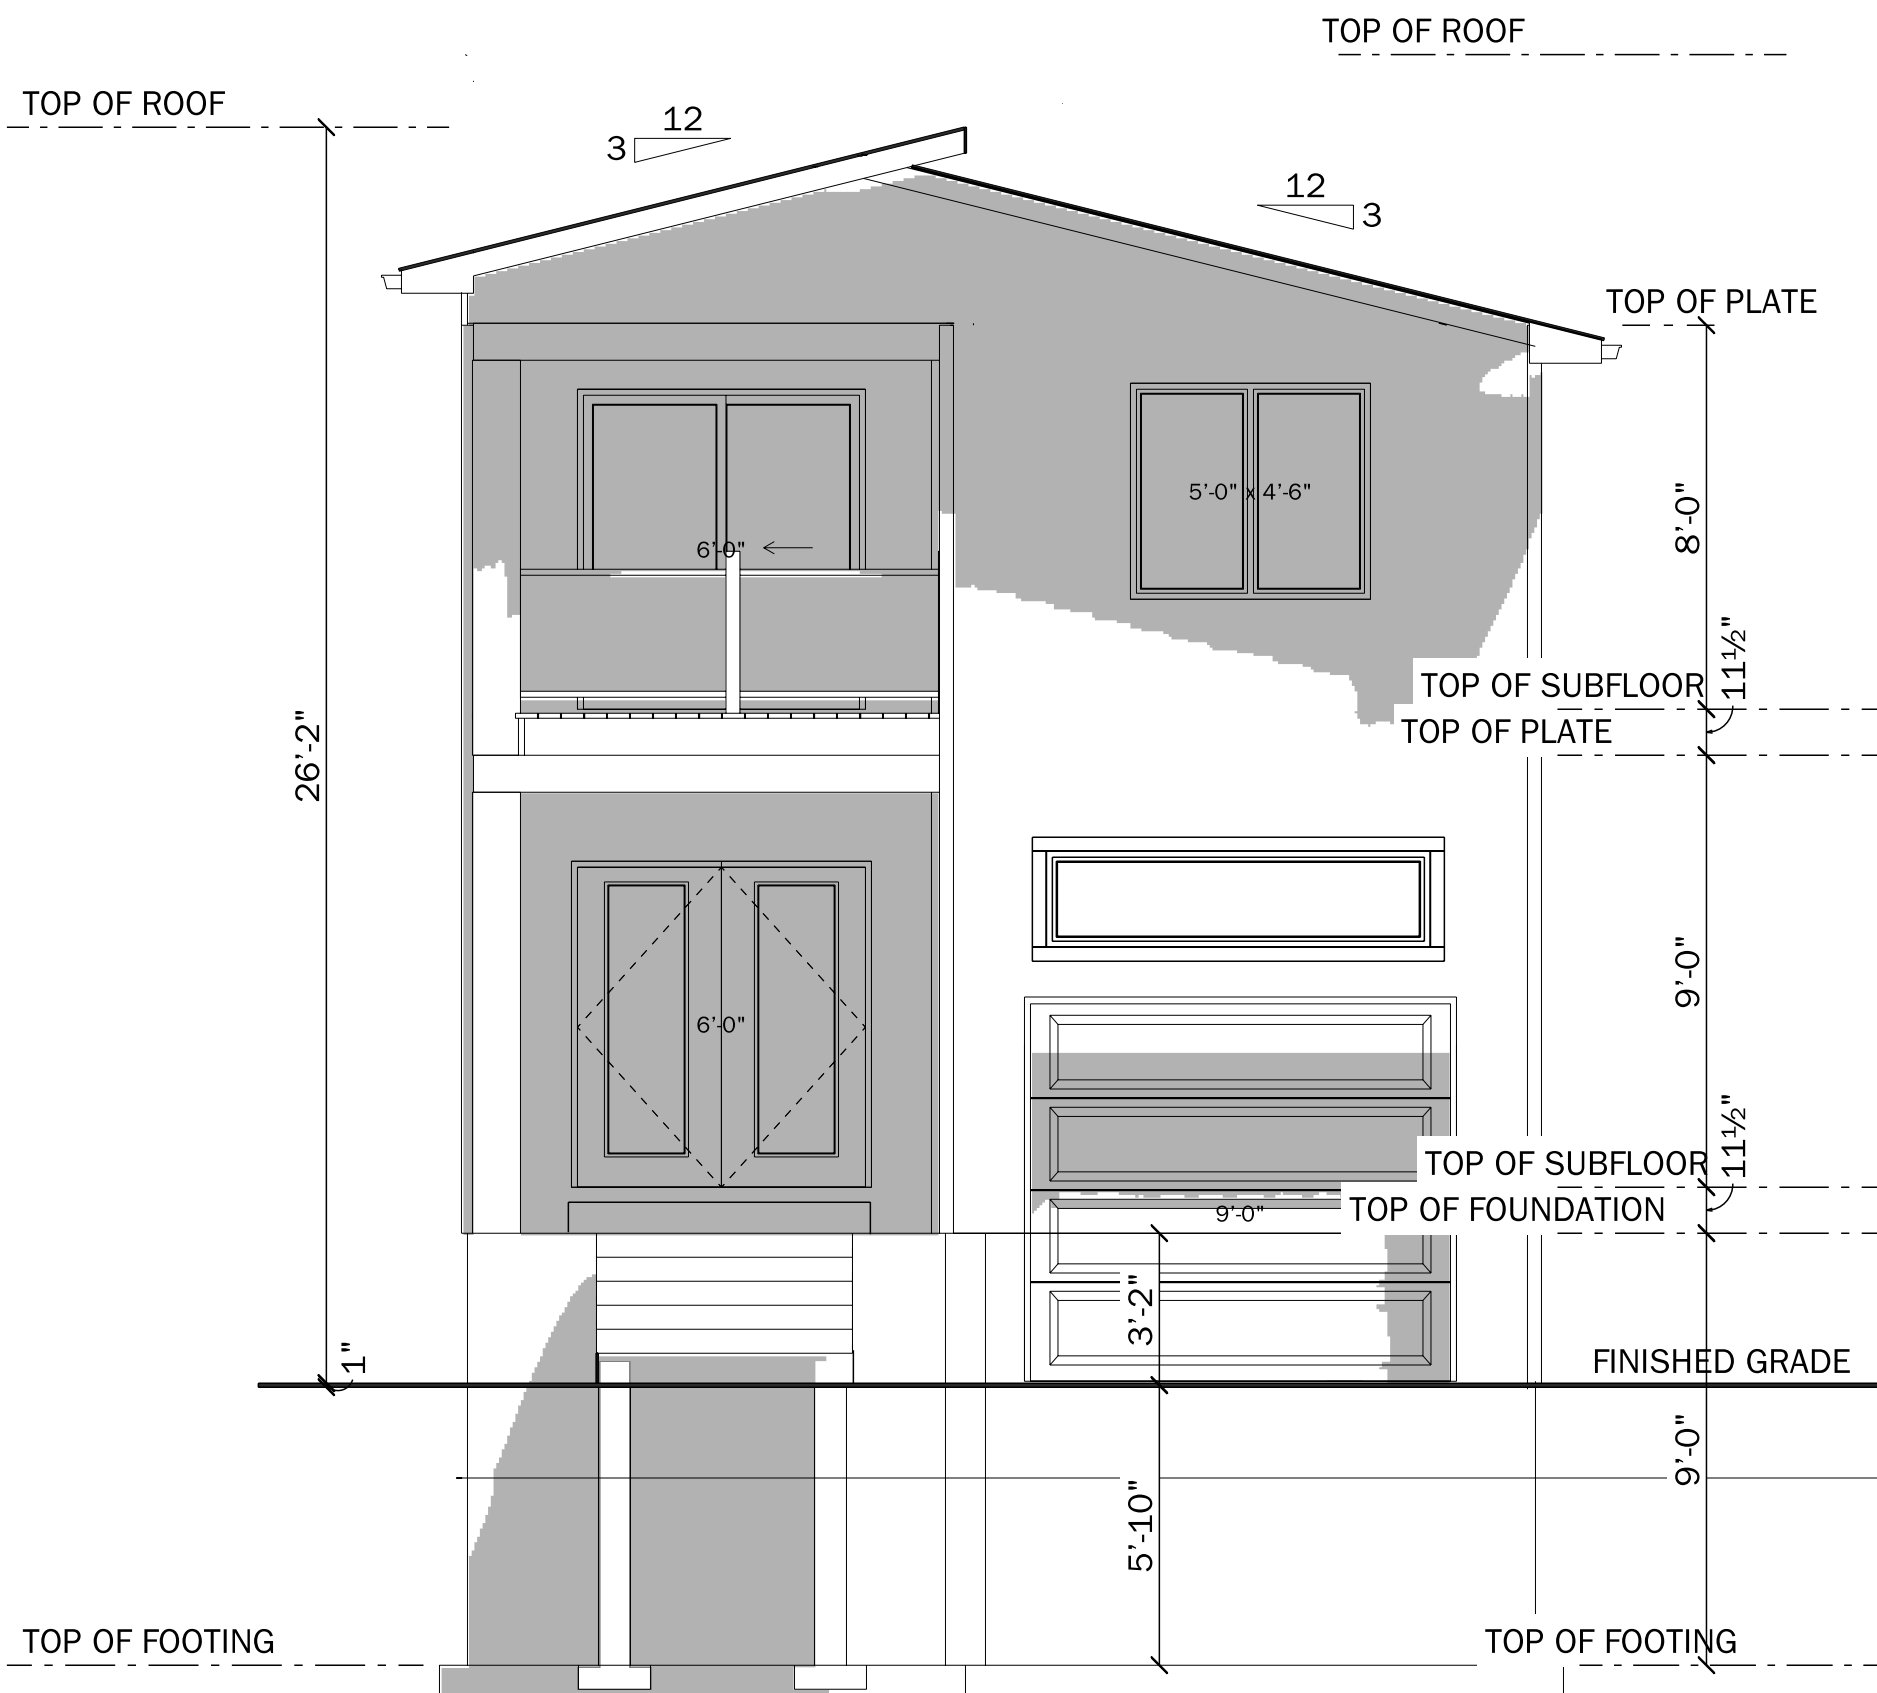 TOP OF ROOF
TOP OF ROOF
12
3
12
3
TOP OF PLATE
5'-0" x 4'-6"
8'-0"
6'-0"
11½"
TOP OF SUBFLOOR
TOP OF PLATE
26'-2"
9'-0"
6'-0"
11½"
TOP OF SUBFLOOR
TOP OF FOUNDATION
9'-0"
3'-2"
1"
FINISHED GRADE
9'-0"
5'-10"
TOP OF FOOTING
TOP OF FOOTING